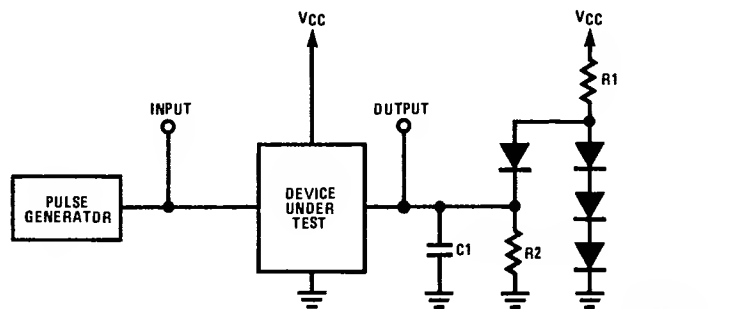 VCC
VCC
R1
INPUT
OUTPUT
PULSE
GENERATOR
DEVICE
UNDER
TEST
C1
R2